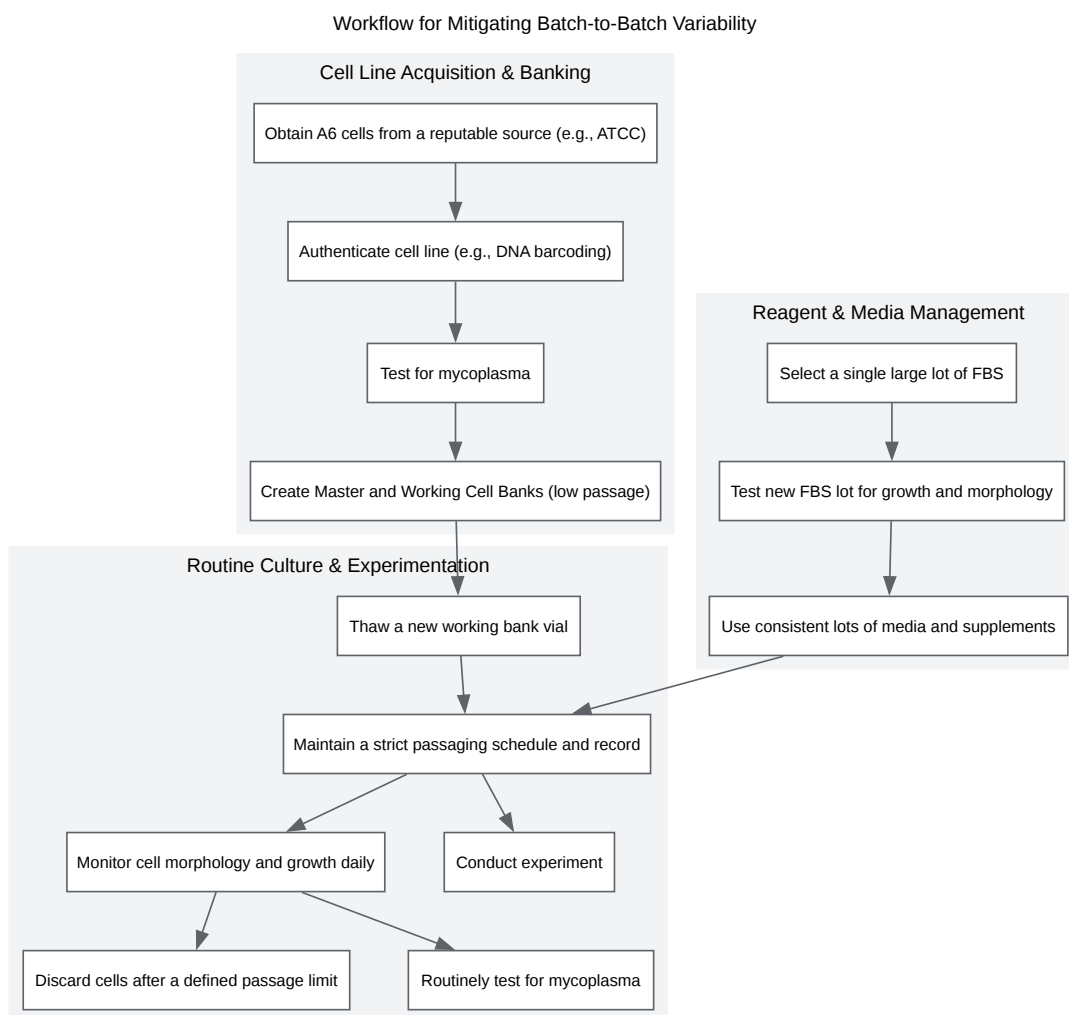 Workflow for Mitigating Batch-to-Batch Variability
Cell Line Acquisition & Banking
Obtain A6 cells from a reputable source (e.g., ATCC)
Authenticate cell line (e.g., DNA barcoding)
Test for mycoplasma
Create Master and Working Cell Banks (low passage)
Reagent & Media Management
Select a single large lot of FBS
Test new FBS lot for growth and morphology
Use consistent lots of media and supplements
Routine Culture & Experimentation
Thaw a new working bank vial
Maintain a strict passaging schedule and record
Monitor cell morphology and growth daily
Conduct experiment
Discard cells after a defined passage limit
Routinely test for mycoplasma